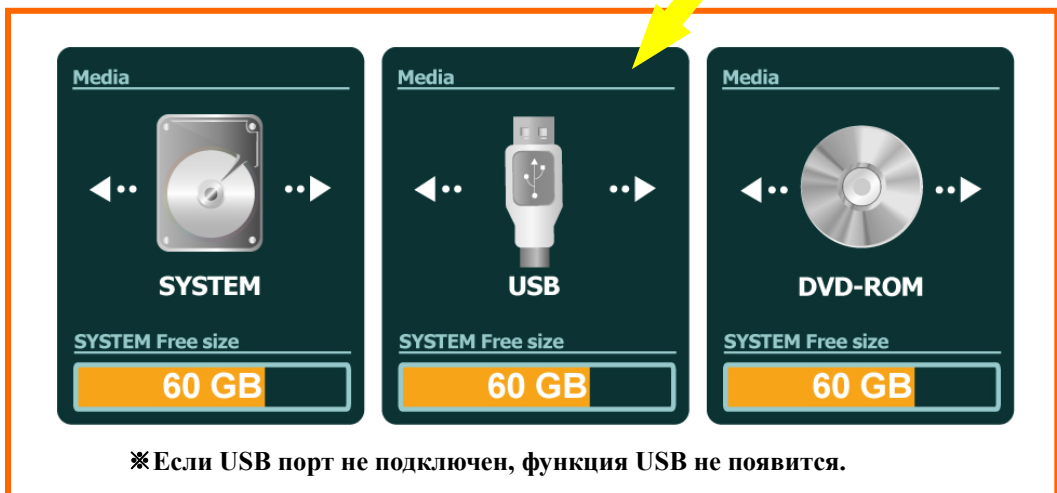 Media
SYSTEM
SYSTEM Free size
60 GB
Media
USB
SYSTEM Free size
60 GB
Media
DVD-ROM
SYSTEM Free size
60 GB
※Если USB порт не подключен, функция USB не появится.